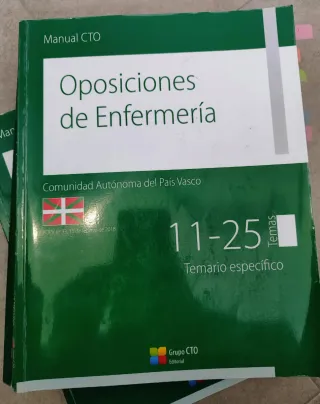 Manual CTO
Oposiciones
de Enfermería
Comunidad Autónoma del País Vasco
11-25
Temas
Temario específico
Grupo CTO
Editorial